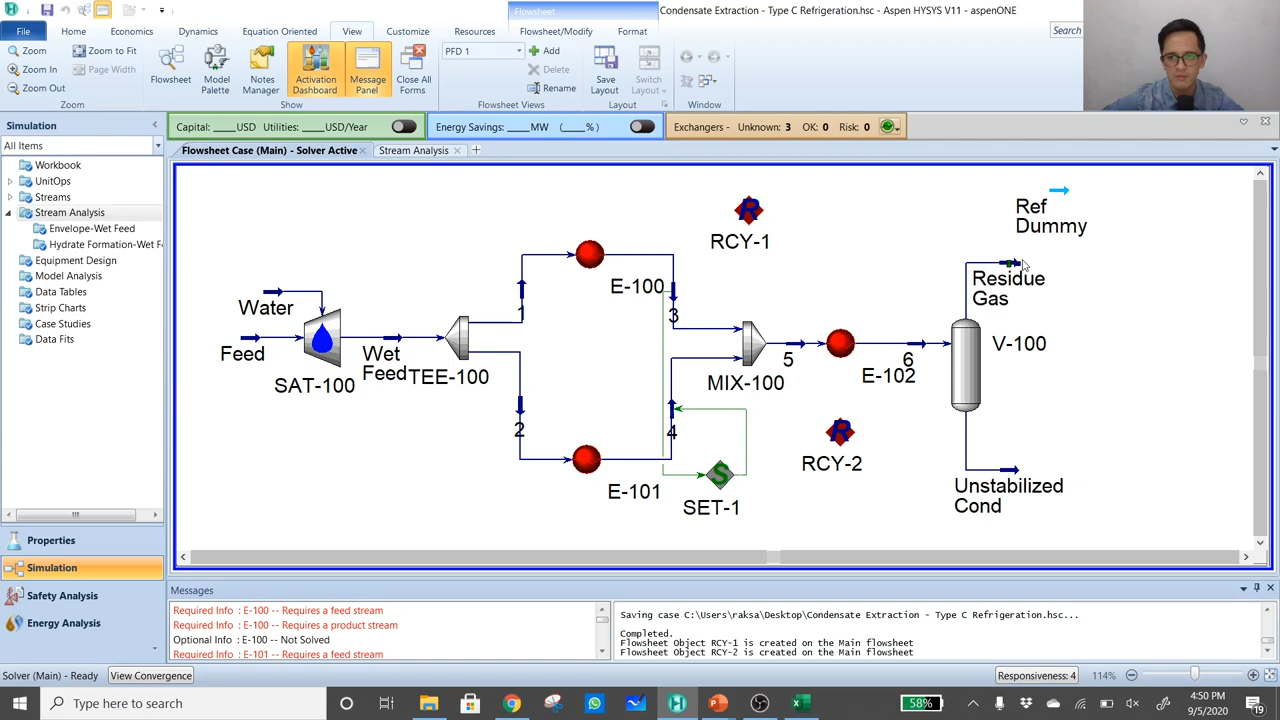 Flowsheet
Condensate Extraction - Type C Refrigeration.hsc - Aspen HYSYS V11 - aspenONE
File
Home
Economics
Dynamics
Equation Oriented
View
Customize
Resources
Flowsheet/Modify
Format
Search
Zoom
Zoom to Fit
Zoom In
Page Width
Zoom Out
Zoom
Flowsheet
Model
Palette
Notes
Manager
Activation
Dashboard
Message
Panel
Close All
Forms
Show
PFD 1
Add
Delete
Rename
Flowsheet Views
Save
Layout
Switch
Layout
Layout
Window
Simulation
All Items
Workbook
UnitOps
Streams
Stream Analysis
Envelope-Wet Feed
Hydrate Formation-Wet F
Equipment Design
Model Analysis
Data Tables
Strip Charts
Case Studies
Data Fits
Properties
Simulation
Safety Analysis
Energy Analysis
Capital: ____ USD Utilities: ____ USD/Year
Energy Savings: ____ MW (____ %)
Exchangers - Unknown: 3 OK: 0 Risk: 0
Flowsheet Case (Main) - Solver Active
Stream Analysis
Ref
Dummy
RCY-1
Residue
Gas
E-100
Water
1
3
Feed
Wet
Feed
SAT-100
TEE-100
5
MIX-100
6
E-102
V-100
2
4
RCY-2
E-101
SET-1
Unstabilized
Cond
Messages
Required Info : E-100 -- Requires a feed stream
Required Info : E-100 -- Requires a product stream
Optional Info : E-100 -- Not Solved
Required Info : E-101 -- Requires a feed stream
Saving case C:\Users\raksa\Desktop\Condensate Extraction - Type C Refrigeration.hsc...
Completed.
Flowsheet Object RCY-1 is created on the Main flowsheet
Flowsheet Object RCY-2 is created on the Main flowsheet
Solver (Main) - Ready
View Convergence
Responsiveness: 4
114%
Type here to search
58%
4:50 PM
9/5/2020
19